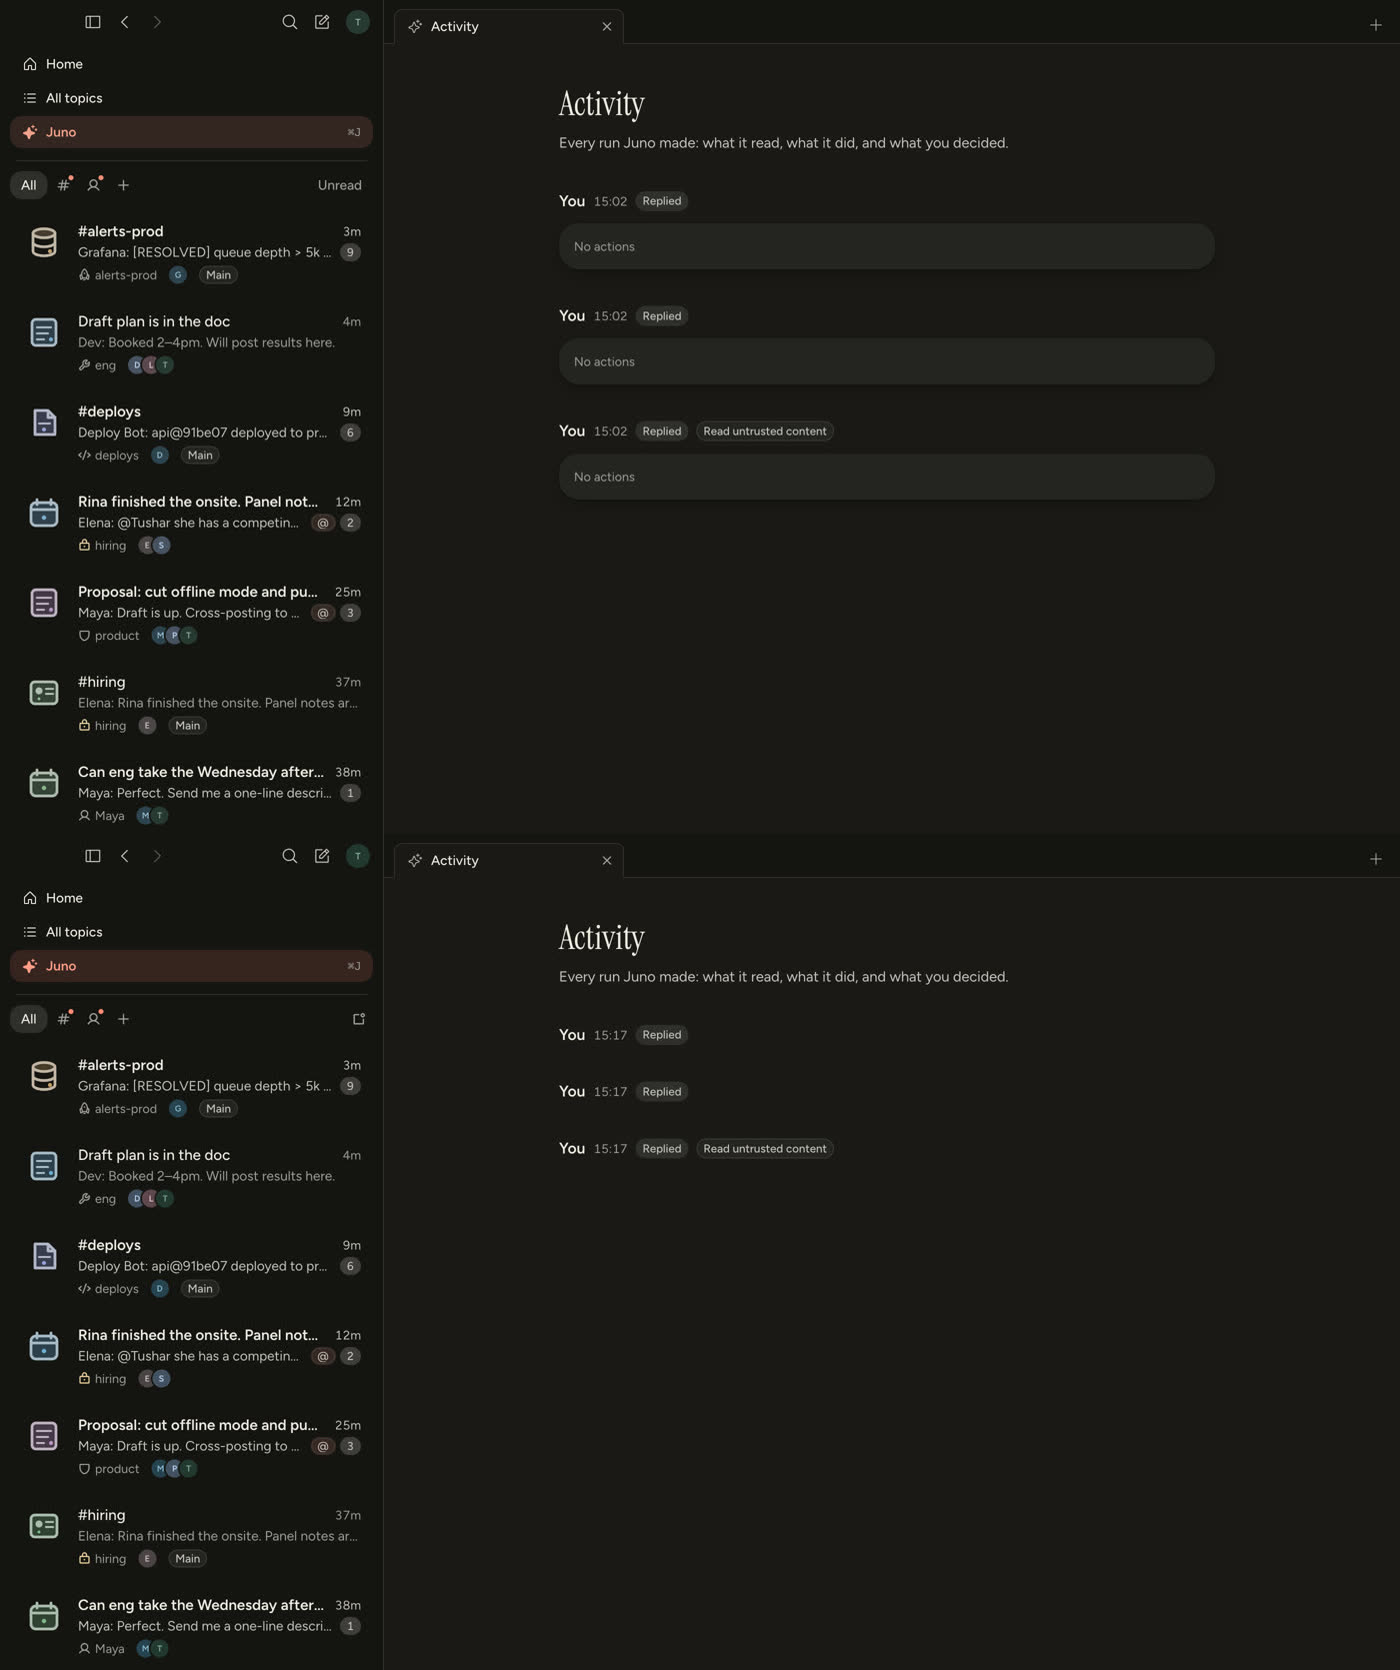 T
Home
All topics
Juno ⌘J
All # + Unread
#alerts-prod 3m
Grafana: [RESOLVED] queue depth > 5k ... 9
alerts-prod G Main
Draft plan is in the doc 4m
Dev: Booked 2–4pm. Will post results here.
eng D L T
#deploys 9m
Deploy Bot: api@91be07 deployed to pr... 6
</> deploys D Main
Rina finished the onsite. Panel not... 12m
Elena: @Tushar she has a competin... @ 2
hiring E S
Proposal: cut offline mode and pu... 25m
Maya: Draft is up. Cross-posting to ... @ 3
product M P T
#hiring 37m
Elena: Rina finished the onsite. Panel notes ar...
hiring E Main
Can eng take the Wednesday after... 38m
Maya: Perfect. Send me a one-line descri... 1
Maya M T
Activity
Activity
Every run Juno made: what it read, what it did, and what you decided.
You 15:02 Replied
No actions
You 15:02 Replied
No actions
You 15:02 Replied Read untrusted content
No actions
T
Home
All topics
Juno ⌘J
All # +
#alerts-prod 3m
Grafana: [RESOLVED] queue depth > 5k ... 9
alerts-prod G Main
Draft plan is in the doc 4m
Dev: Booked 2–4pm. Will post results here.
eng D L T
#deploys 9m
Deploy Bot: api@91be07 deployed to pr... 6
</> deploys D Main
Rina finished the onsite. Panel not... 12m
Elena: @Tushar she has a competin... @ 2
hiring E S
Proposal: cut offline mode and pu... 25m
Maya: Draft is up. Cross-posting to ... @ 3
product M P T
#hiring 37m
Elena: Rina finished the onsite. Panel notes ar...
hiring E Main
Can eng take the Wednesday after... 38m
Maya: Perfect. Send me a one-line descri... 1
Maya M T
Activity
Activity
Every run Juno made: what it read, what it did, and what you decided.
You 15:17 Replied
You 15:17 Replied
You 15:17 Replied Read untrusted content